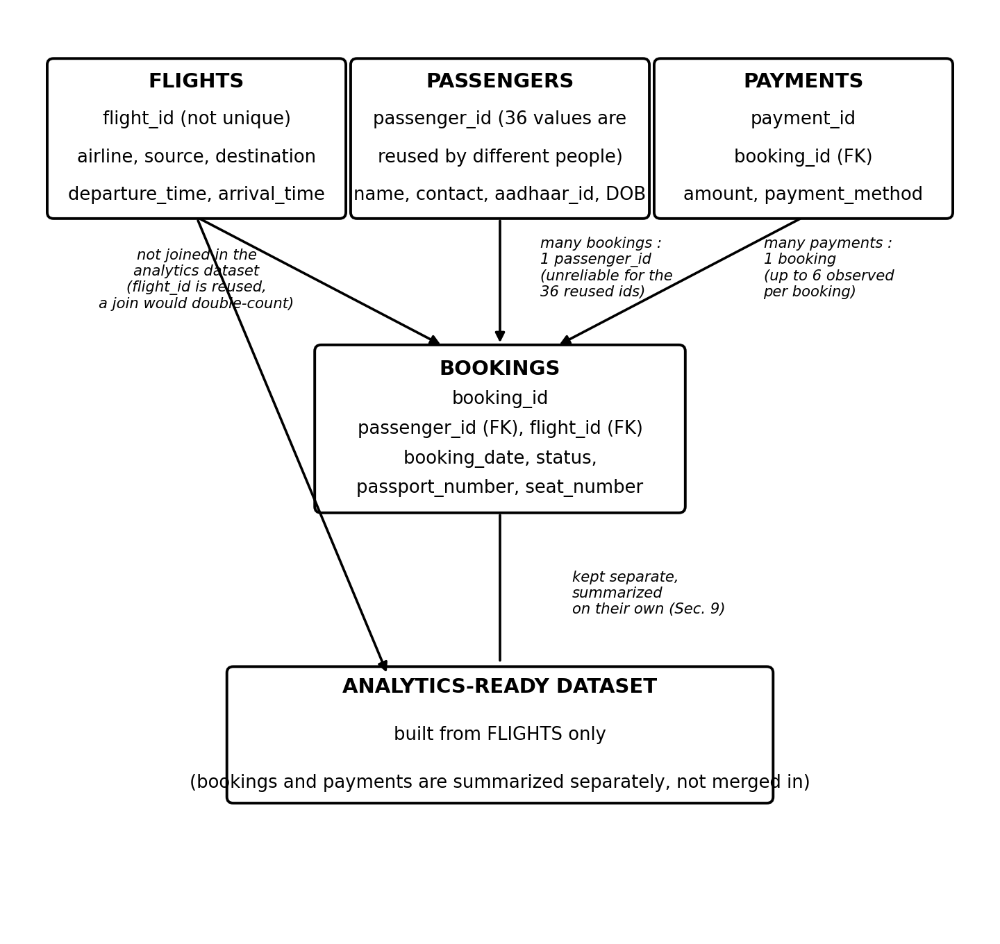 FLIGHTS
flight_id (not unique)
airline, source, destination
departure_time, arrival_time
PASSENGERS
passenger_id (36 values are
reused by different people)
name, contact, aadhaar_id, DOB
PAYMENTS
payment_id
booking_id (FK)
amount, payment_method
not joined in the
analytics dataset
(flight_id is reused,
a join would double-count)
many bookings :
1 passenger_id
(unreliable for the
36 reused ids)
many payments :
1 booking
(up to 6 observed
per booking)
BOOKINGS
booking_id
passenger_id (FK), flight_id (FK)
booking_date, status,
passport_number, seat_number
kept separate,
summarized
on their own (Sec. 9)
ANALYTICS-READY DATASET
built from FLIGHTS only
(bookings and payments are summarized separately, not merged in)